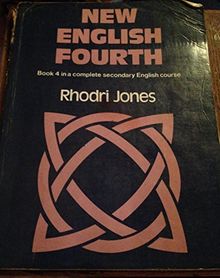 NEW
ENGLISH
FOURTH
Book 4 in a complete secondary English course
Rhodri Jones